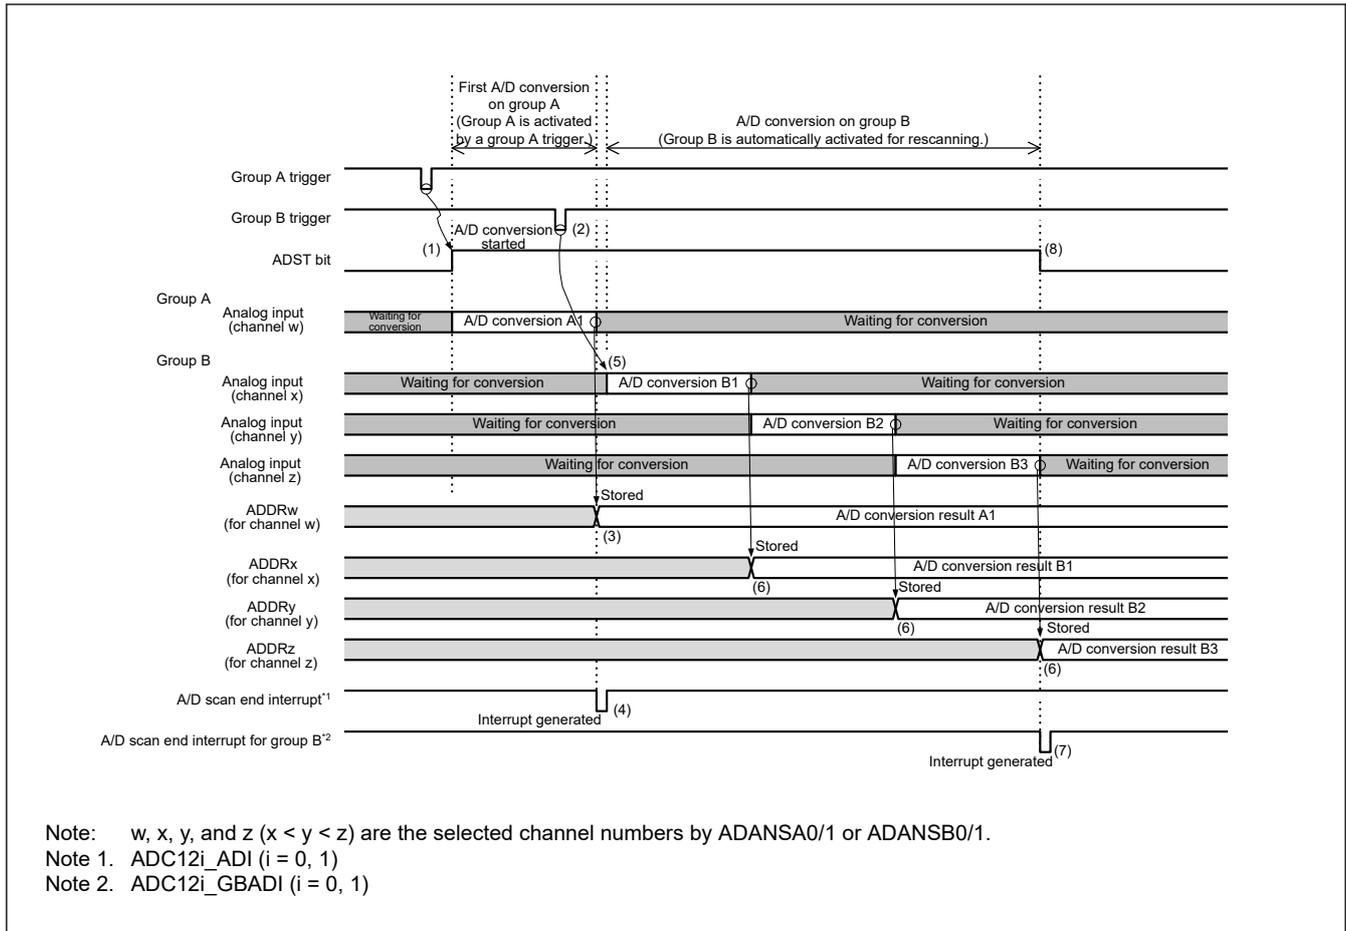 First A/D conversion
on group A
(Group A is activated
by a group A trigger.)
A/D conversion on group B
(Group B is automatically activated for rescanning.)
Group A trigger
Group B trigger
(2)
A/D conversion
started
(1)
(8)
ADST bit
Group A
Analog input
(channel w)
Waiting for
conversion
A/D conversion A1
Waiting for conversion
Group B
(5)
Analog input
(channel x)
Waiting for conversion
A/D conversion B1
Waiting for conversion
Analog input
(channel y)
Waiting for conversion
A/D conversion B2
Waiting for conversion
Analog input
(channel z)
Waiting for conversion
A/D conversion B3
Waiting for conversion
Stored
ADDRw
(for channel w)
A/D conversion result A1
(3)
Stored
ADDRx
(for channel x)
A/D conversion result B1
(6)
Stored
ADDRy
(for channel y)
A/D conversion result B2
(6)
Stored
ADDRz
(for channel z)
A/D conversion result B3
(6)
A/D scan end interrupt*1
Interrupt generated
(4)
A/D scan end interrupt for group B*2
Interrupt generated
(7)
Note: w, x, y, and z (x < y < z) are the selected channel numbers by ADANSA0/1 or ADANSB0/1.
Note 1. ADC12i_ADI (i = 0, 1)
Note 2. ADC12i_GBADI (i = 0, 1)